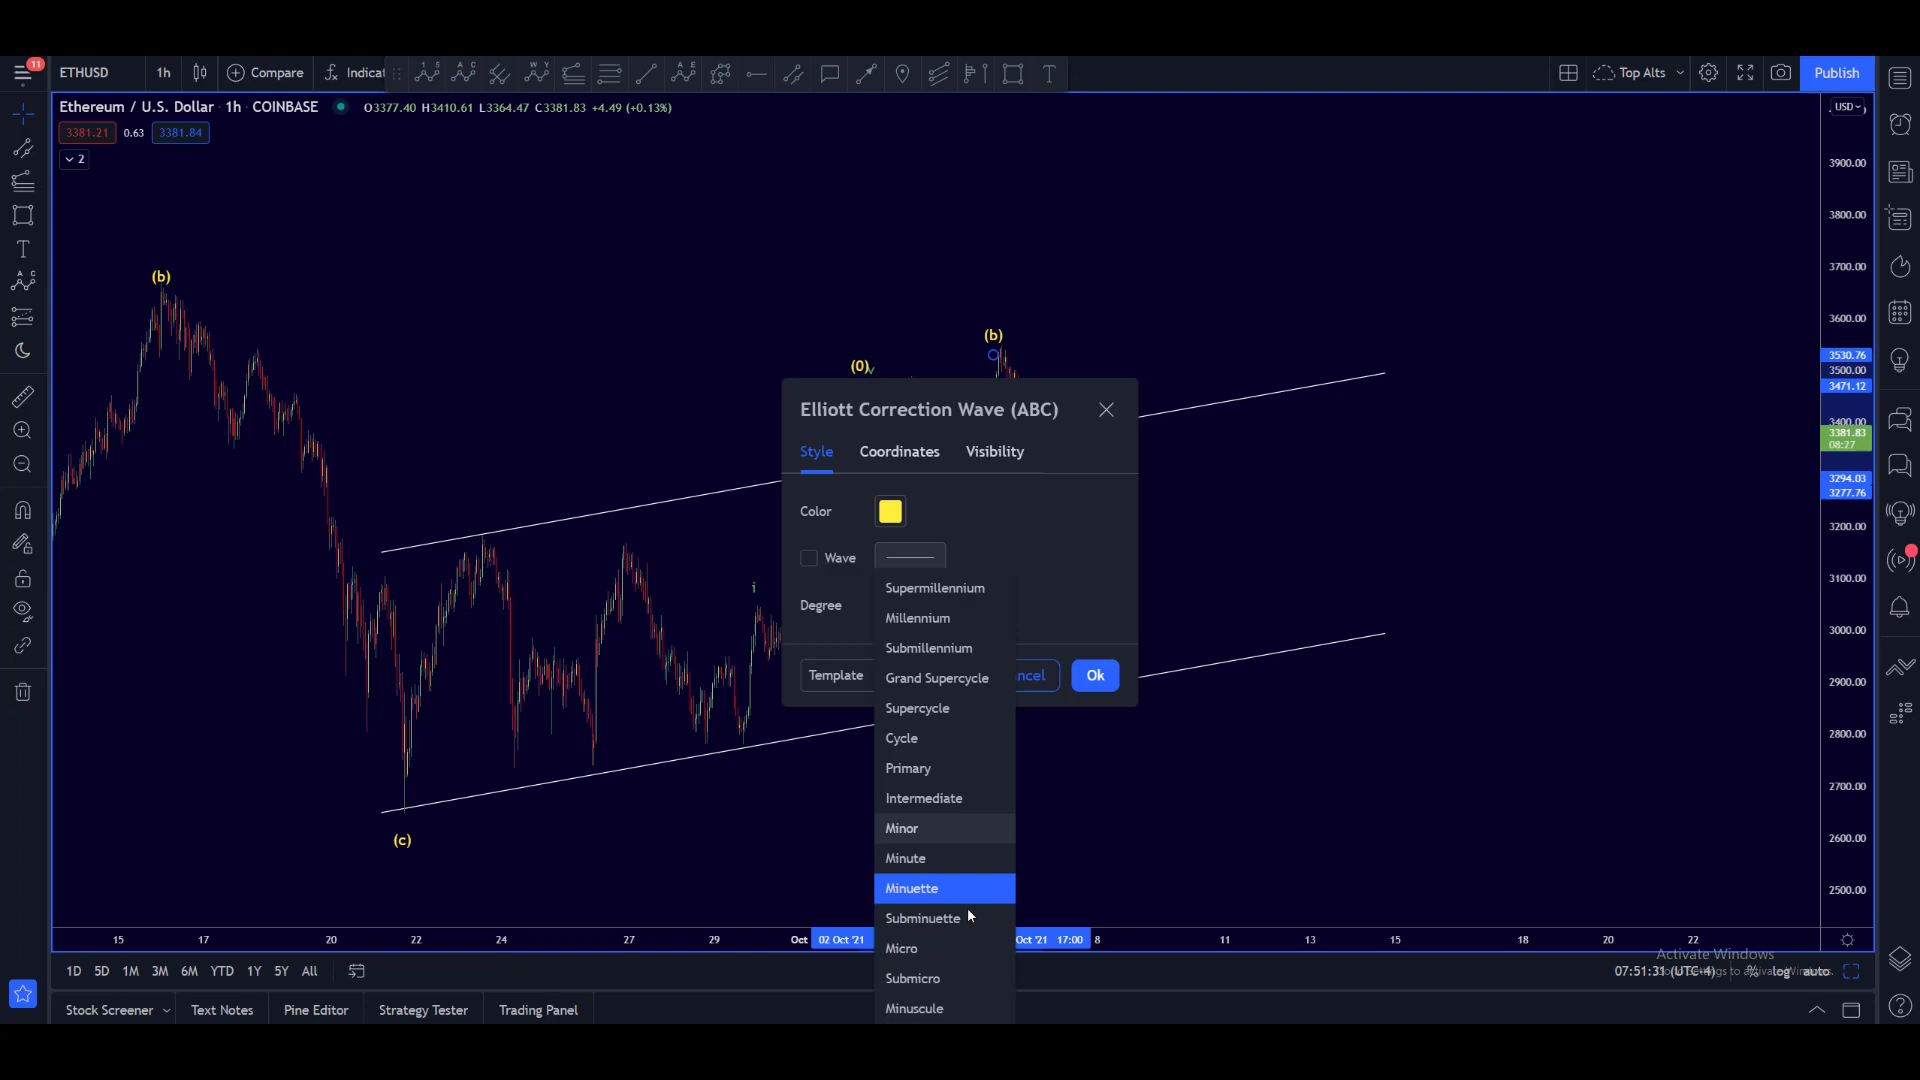 11
ETHUSD 1h Compare Indicat Top Alts Publish
1 5 A C W Y A E
Ethereum / U.S. Dollar · 1h · COINBASE O3377.40 H3410.61 L3364.47 C3381.83 +4.49 (+0.13%)
USD
3381.21 0.63 3381.84
2
3900.00
3800.00
3700.00
3600.00
3530.76
3500.00
3471.12
3400.00
3381.83
08:27
3294.03
3277.76
3200.00
3100.00
3000.00
2900.00
2800.00
2700.00
2600.00
2500.00
(b)
(b)
(0)
v
i
(c)
Elliott Correction Wave (ABC)
Style Coordinates Visibility
Color
Wave
Degree
Template ncel Ok
Supermillennium
Millennium
Submillennium
Grand Supercycle
Supercycle
Cycle
Primary
Intermediate
Minor
Minute
Minuette
Subminuette
Micro
Submicro
Minuscule
15 17 20 22 24 27 29 Oct 02 Oct '21 Oct '21 17:00 8 11 13 15 18 20 22
Activate Windows
1D 5D 1M 3M 6M YTD 1Y 5Y All
07:51:31 (UTC-4) % log auto
Stock Screener Text Notes Pine Editor Strategy Tester Trading Panel